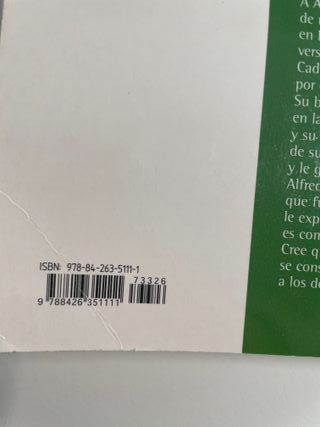 A A
de
en l
vers
Cad
por
Su b
en la
y su
de su
y le g
Alfred
que fu
le exp
es com
Cree q
se cons
a los de
ISBN: 978-84-263-5111-1
73326
9 788426 351111